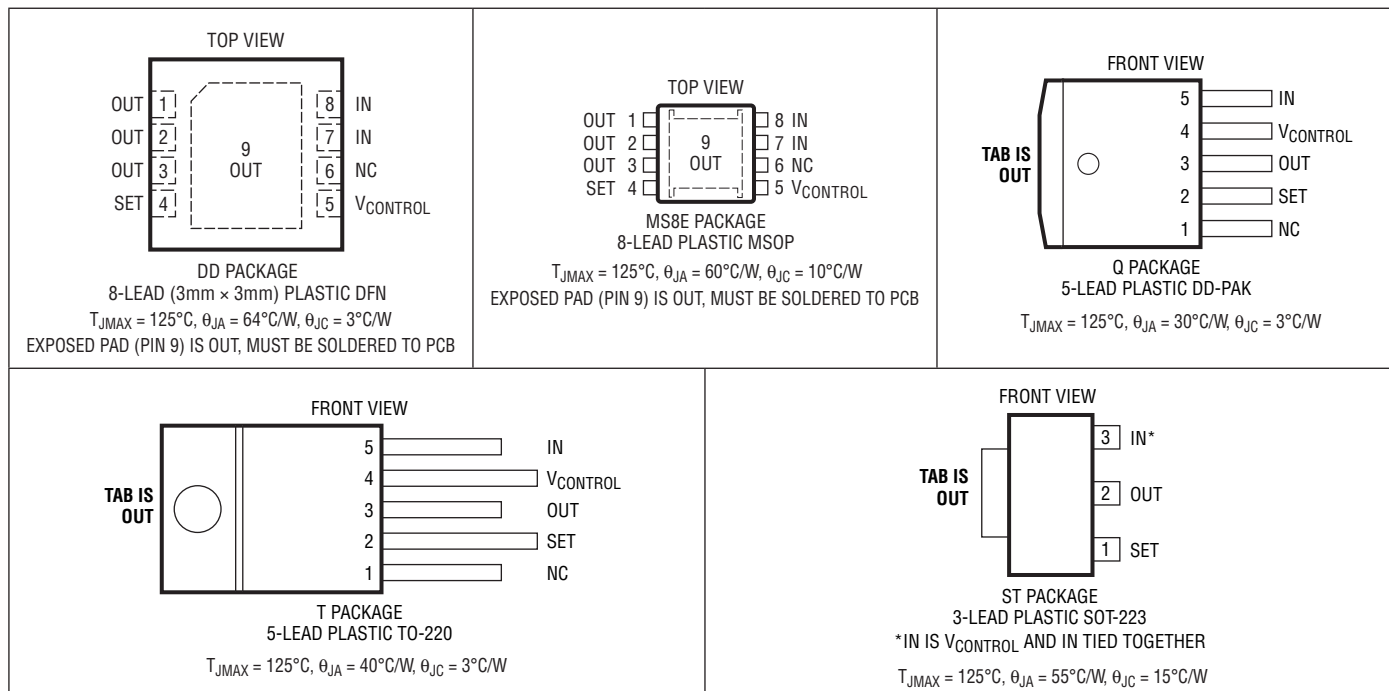 TOP VIEW
OUT 1
OUT 2
OUT 3
SET 4
9
OUT
8 IN
7 IN
6 NC
5 VCONTROL
DD PACKAGE
8-LEAD (3mm × 3mm) PLASTIC DFN
TJMAX = 125°C, θJA = 64°C/W, θJC = 3°C/W
EXPOSED PAD (PIN 9) IS OUT, MUST BE SOLDERED TO PCB
TOP VIEW
OUT 1
OUT 2
OUT 3
SET 4
9
OUT
8 IN
7 IN
6 NC
5 VCONTROL
MS8E PACKAGE
8-LEAD PLASTIC MSOP
TJMAX = 125°C, θJA = 60°C/W, θJC = 10°C/W
EXPOSED PAD (PIN 9) IS OUT, MUST BE SOLDERED TO PCB
FRONT VIEW
TAB IS
OUT
5 IN
4 VCONTROL
3 OUT
2 SET
1 NC
Q PACKAGE
5-LEAD PLASTIC DD-PAK
TJMAX = 125°C, θJA = 30°C/W, θJC = 3°C/W
FRONT VIEW
TAB IS
OUT
5 IN
4 VCONTROL
3 OUT
2 SET
1 NC
T PACKAGE
5-LEAD PLASTIC TO-220
TJMAX = 125°C, θJA = 40°C/W, θJC = 3°C/W
FRONT VIEW
TAB IS
OUT
3 IN*
2 OUT
1 SET
ST PACKAGE
3-LEAD PLASTIC SOT-223
*IN IS VCONTROL AND IN TIED TOGETHER
TJMAX = 125°C, θJA = 55°C/W, θJC = 15°C/W